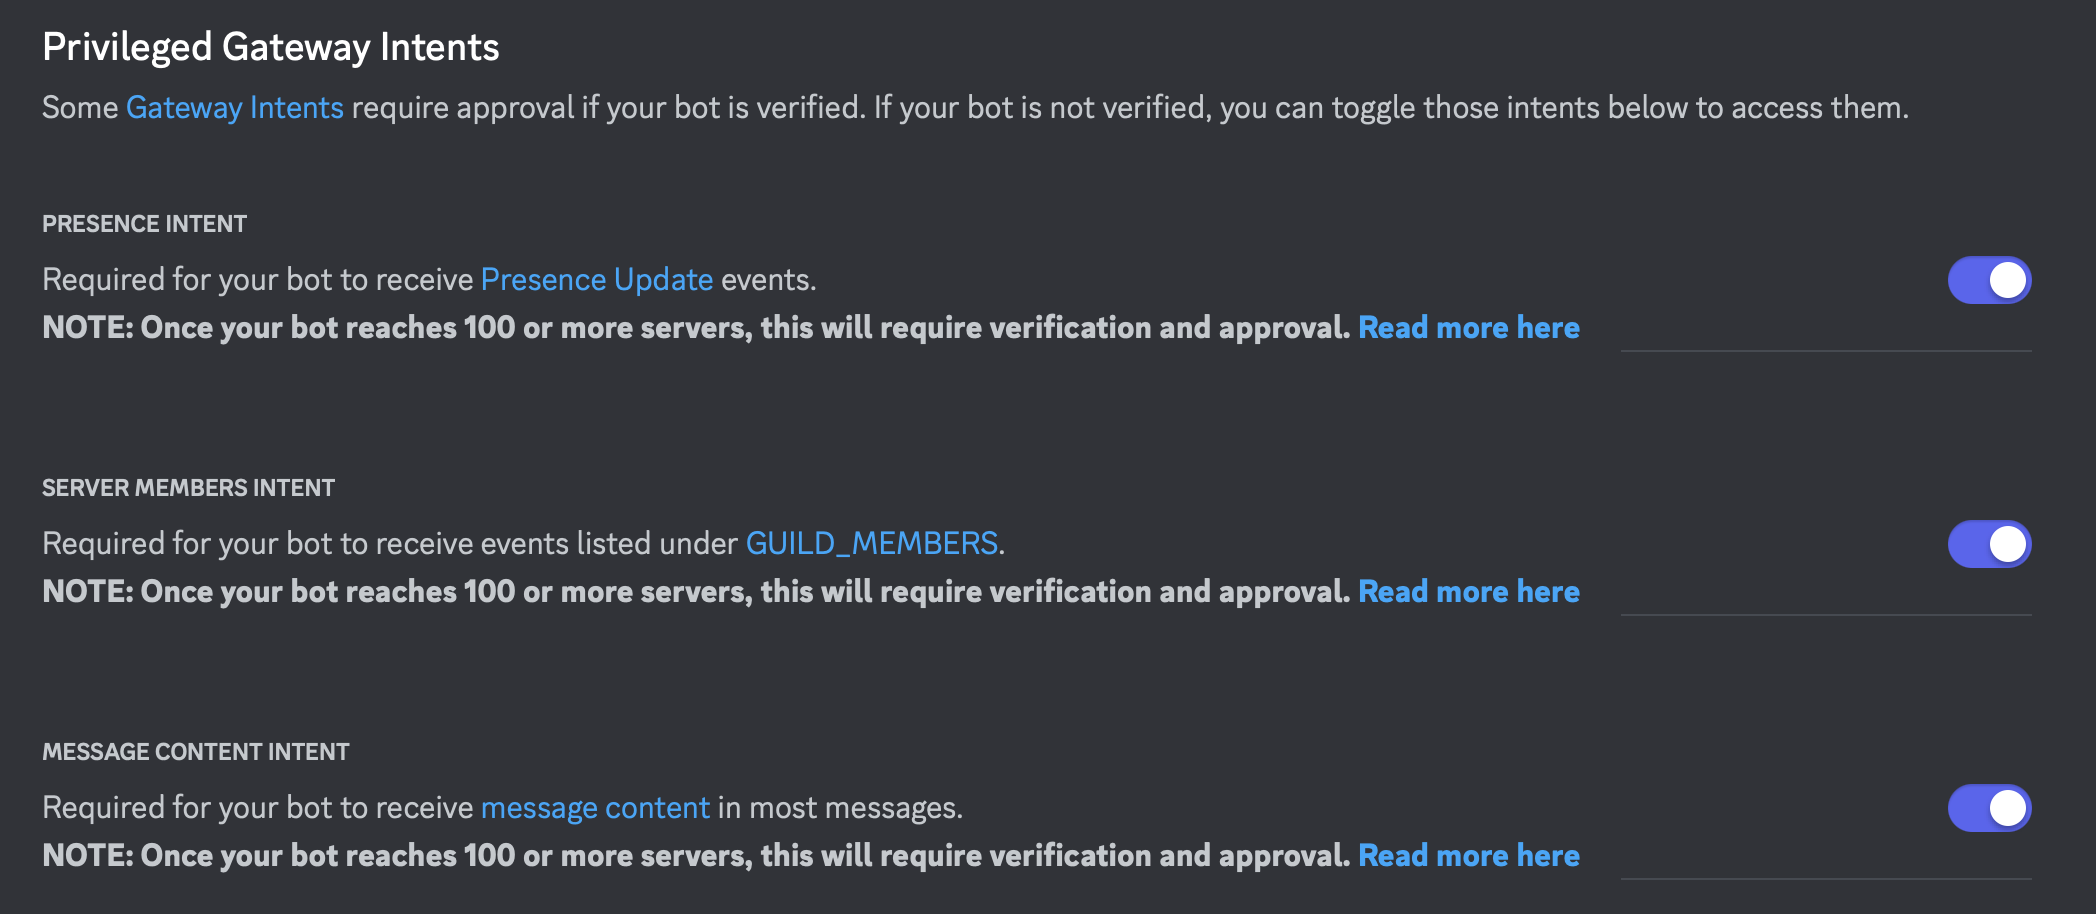 Privileged Gateway Intents
Some Gateway Intents require approval if your bot is verified. If your bot is not verified, you can toggle those intents below to access them.
PRESENCE INTENT
Required for your bot to receive Presence Update events.
NOTE: Once your bot reaches 100 or more servers, this will require verification and approval. Read more here
SERVER MEMBERS INTENT
Required for your bot to receive events listed under GUILD_MEMBERS.
NOTE: Once your bot reaches 100 or more servers, this will require verification and approval. Read more here
MESSAGE CONTENT INTENT
Required for your bot to receive message content in most messages.
NOTE: Once your bot reaches 100 or more servers, this will require verification and approval. Read more here